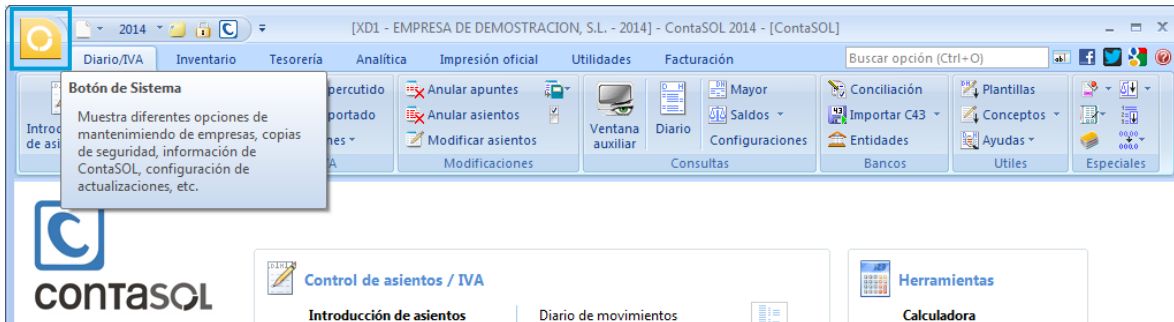 2014
[XD1 - EMPRESA DE DEMOSTRACION, S.L. - 2014] - ContaSOL 2014 - [ContaSOL]
Diario/IVA Inventario Tesorería Analítica Impresión oficial Utilidades Facturación Buscar opción (Ctrl+O)
Botón de Sistema
Muestra diferentes opciones de
mantenimiendo de empresas, copias
de seguridad, información de
ContaSOL, configuración de
actualizaciones, etc.
Anular apuntes
Anular asientos
Modificar asientos
Modificaciones
Ventana
auxiliar
Diario
Mayor
Saldos
Configuraciones
Consultas
Conciliación
Importar C43
Entidades
Bancos
Plantillas
Conceptos
Ayudas
Utiles
Especiales
CONTASOL
Control de asientos / IVA
Introducción de asientos
Diario de movimientos
Herramientas
Calculadora